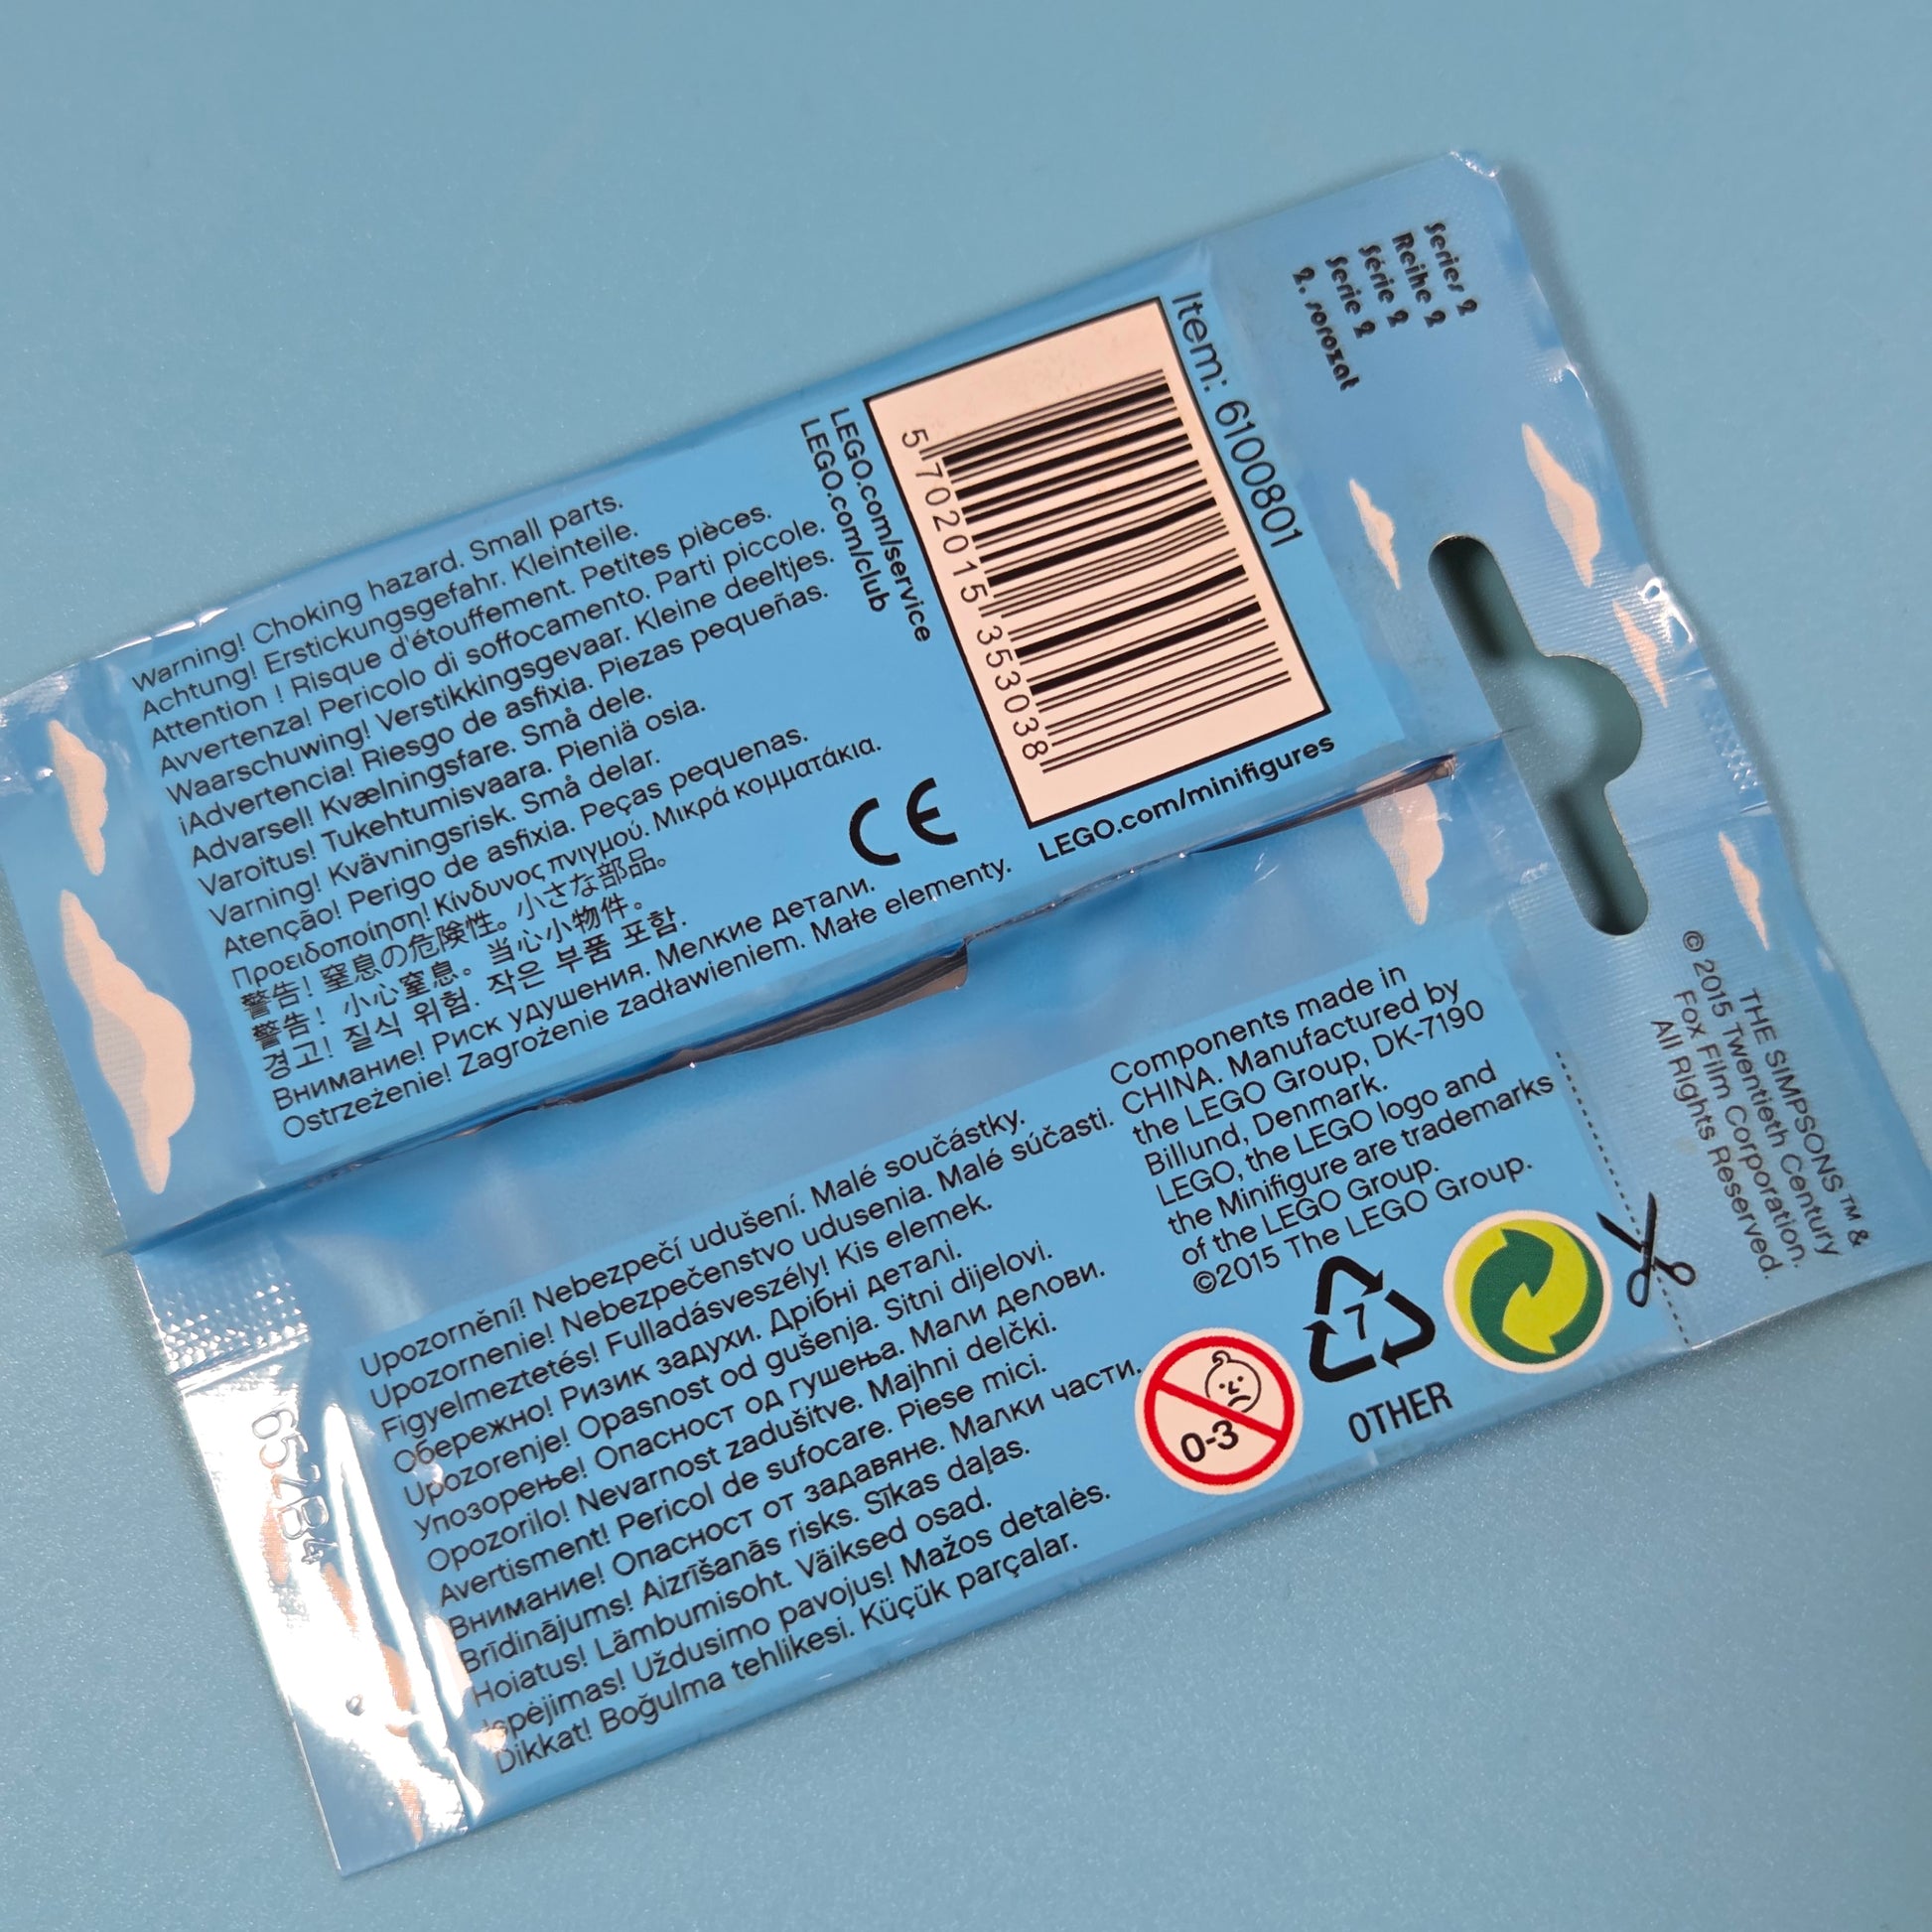 Series 2
Reihe 2
Série 2
Serie 2
2. sorozat
Item: 6100801
5 702015 353038
LEGO.com/minifigures
LEGO.com/service
LEGO.com/club
Warning! Choking hazard. Small parts.
Achtung! Erstickungsgefahr. Kleinteile.
Attention ! Risque d'étouffement. Petites pièces.
Avvertenza! Pericolo di soffocamento. Parti piccole.
Waarschuwing! Verstikkingsgevaar. Kleine deeltjes.
¡Advertencia! Riesgo de asfixia. Piezas pequeñas.
Advarsel! Kvælningsfare. Små dele.
Varoitus! Tukehtumisvaara. Pieniä osia.
Varning! Kvävningsrisk. Små delar.
Atenção! Perigo de asfixia. Peças pequenas.
Προειδοποίηση! Κίνδυνος πνιγμού. Μικρά κομματάκια.
警告! 窒息の危険性。小さな部品。
警告! 小心窒息。当心小物件。
경고! 질식 위험. 작은 부품 포함.
Внимание! Риск удушения. Мелкие детали.
Ostrzeżenie! Zagrożenie zadławieniem. Małe elementy.
CE
Upozornění! Nebezpečí udušení. Malé součástky.
Upozornenie! Nebezpečenstvo udusenia. Malé súčasti.
Figyelmeztetés! Fulladásveszély! Kis elemek.
Обережно! Ризик задухи. Дрібні деталі.
Upozorenje! Opasnost od gušenja. Sitni dijelovi.
Упозорење! Опасност од гушења. Мали делови.
Opozorilo! Nevarnost zadušitve. Majhni delčki.
Avertisment! Pericol de sufocare. Piese mici.
Внимание! Опасност от задавяне. Малки части.
Brīdinājums! Aizrīšanās risks. Sīkas daļas.
Hoiatus! Lämbumisoht. Väiksed osad.
Įspėjimas! Uždusimo pavojus! Mažos detalės.
Dikkat! Boğulma tehlikesi. Küçük parçalar.
Components made in
CHINA. Manufactured by
the LEGO Group, DK-7190
Billund, Denmark.
LEGO, the LEGO logo and
the Minifigure are trademarks
of the LEGO Group.
©2015 The LEGO Group.
0-3
7
OTHER
THE SIMPSONS ™ &
© 2015 Twentieth Century
Fox Film Corporation.
All Rights Reserved.